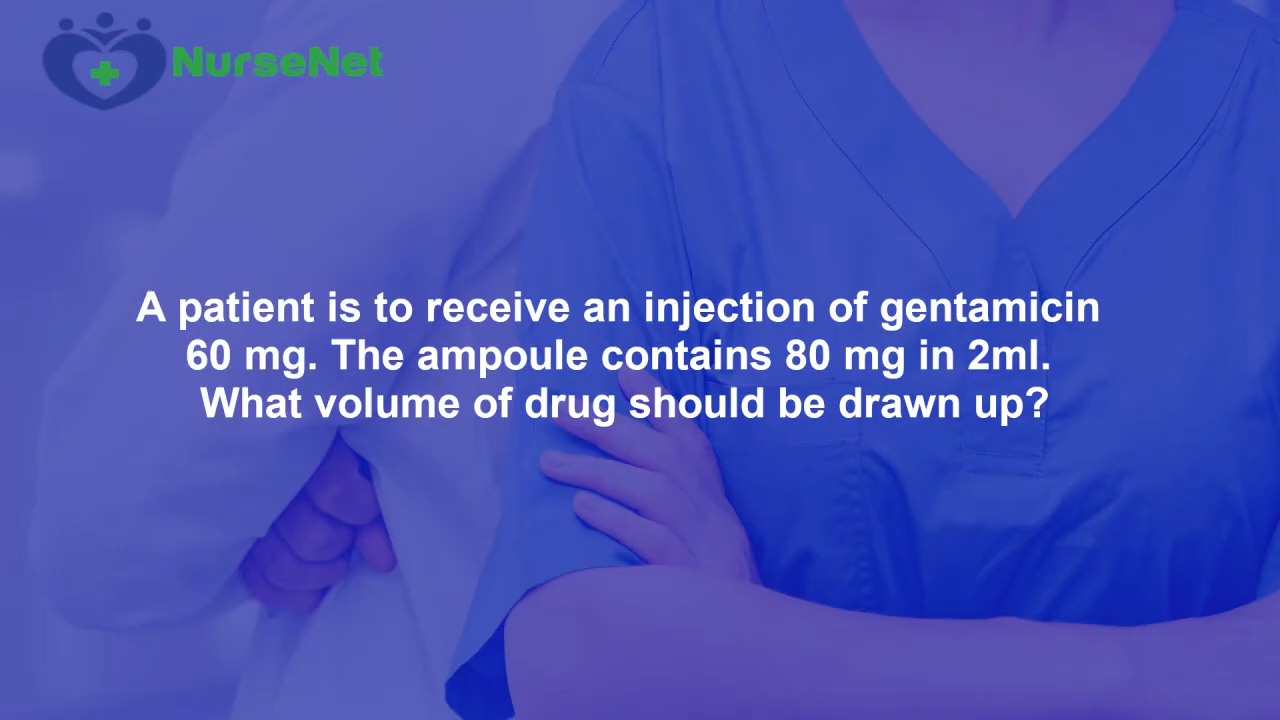 NurseNet
A patient is to receive an injection of gentamicin
60 mg. The ampoule contains 80 mg in 2ml.
What volume of drug should be drawn up?